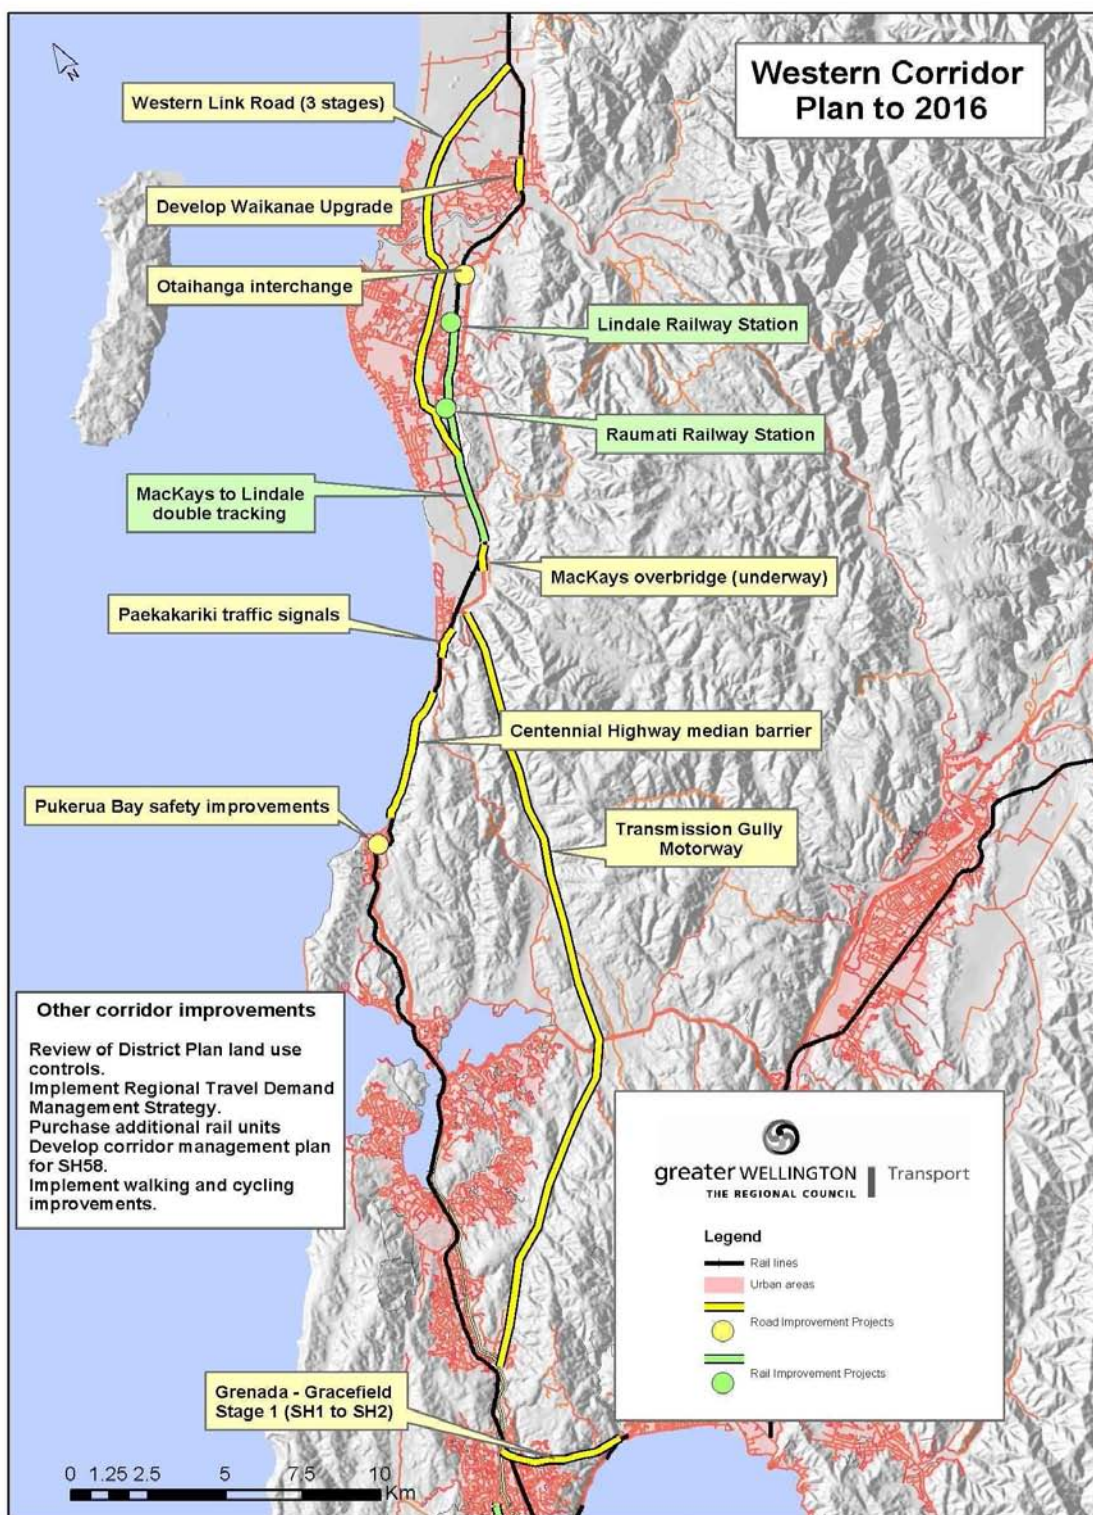 N
Western Corridor
Plan to 2016
Western Link Road (3 stages)
Develop Waikanae Upgrade
Otaihanga interchange
Lindale Railway Station
Raumati Railway Station
MacKays to Lindale
double tracking
MacKays overbridge (underway)
Paekakariki traffic signals
Centennial Highway median barrier
Pukerua Bay safety improvements
Transmission Gully
Motorway
Other corridor improvements
Review of District Plan land use
controls.
Implement Regional Travel Demand
Management Strategy.
Purchase additional rail units
Develop corridor management plan
for SH58.
Implement walking and cycling
improvements.
greater WELLINGTON | Transport
THE REGIONAL COUNCIL
Legend
Rail lines
Urban areas
Road Improvement Projects
Rail Improvement Projects
Grenada - Gracefield
Stage 1 (SH1 to SH2)
0 1.25 2.5 5 7.5 10
Km